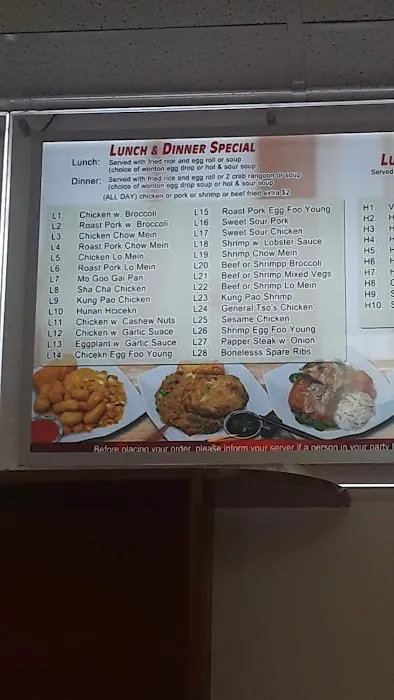 LUNCH & DINNER SPECIAL
Lunch: Served with fried rice and egg roll or soup
(choice of wonton egg drop or hot & sour soup
Dinner: Served with fried rice and egg roll or 2 crab rangoon or soup
(choice of wonton egg drop soup or hot & sour soup
(ALL DAY) chicken or pork or shrimp or beef fried extra $2
L1 Chicken w. Broccoli
L2 Roast Pork w. Broccoli
L3 Chicken Chow Mein
L4 Roast Pork Chow Mein
L5. Chicken Lo Mein
L6 Roast Pork Lo Mein
L7 Mo Goo Gai Pan
L8 Sha Cha Chicken
L9 Kung Pao Chicken
L10 Hunan Hcicekn
L11 Chicken w. Cashew Nuts
L12 Chicken w. Garlic Suace
L13 Eggplant w. Garlic Sauce
L14 Chicekn Egg Foo Young
L15 Roast Pork Egg Foo Young
L16 Sweet Sour Pork
L17 Sweet Sour Chicken
L18 Shrimp w. Lobster Sauce
L19. Shrimp Chow Mein
L20. Beef or Shrimpp Broccoli
L21. Beef or Shrimp Mixed Vegs
L22 Beef or Shrimp Lo Mein
L23. Kung Pao Shrimp
L24 General Tso's Chicken
L25 Sesame Chicken
L26 Shrimp Egg Foo Young
L27. Papper Steak w. Onion
L28. Bonelesss Spare Ribs
LU
Served
H1 V
H2.
H3
H4
H5
H6
H7
H8
H9
H10. S
Before placing your order, please inform your server if a person in your party